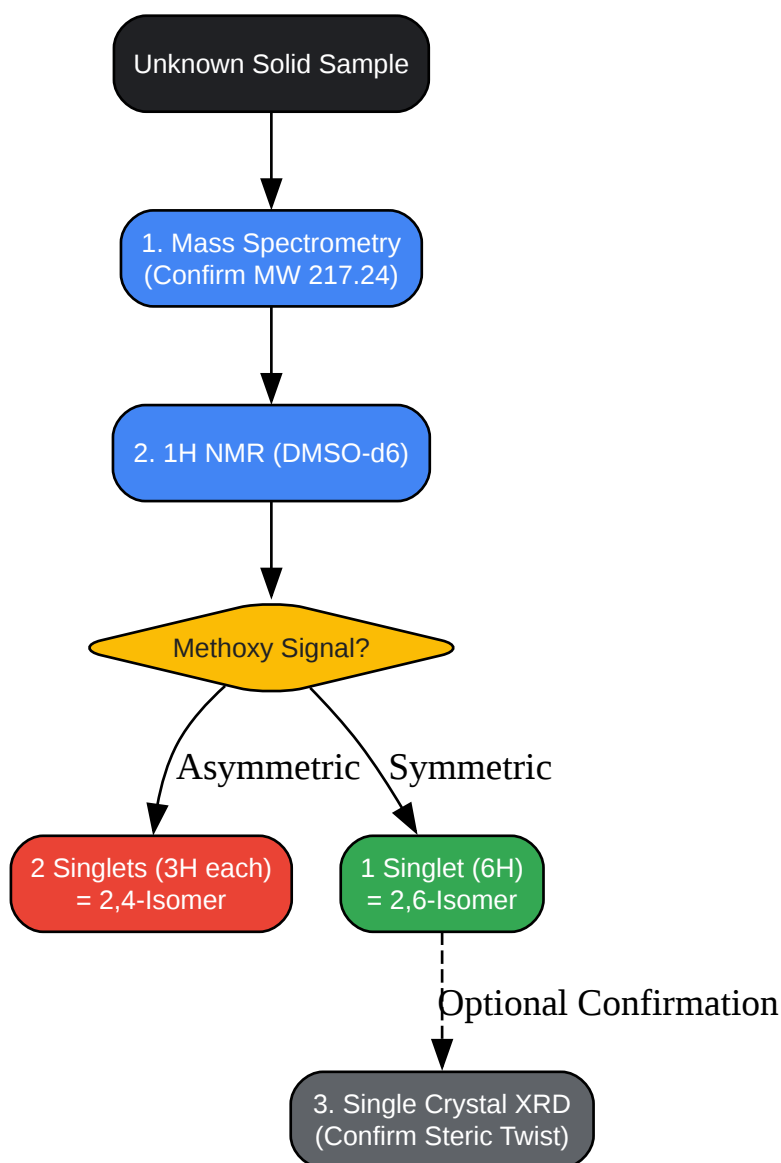 Unknown Solid Sample
1. Mass Spectrometry
(Confirm MW 217.24)
2. 1H NMR (DMSO-d6)
Methoxy Signal?
Asymmetric
Symmetric
2 Singlets (3H each)
= 2,4-Isomer
1 Singlet (6H)
= 2,6-Isomer
Optional Confirmation
3. Single Crystal XRD
(Confirm Steric Twist)